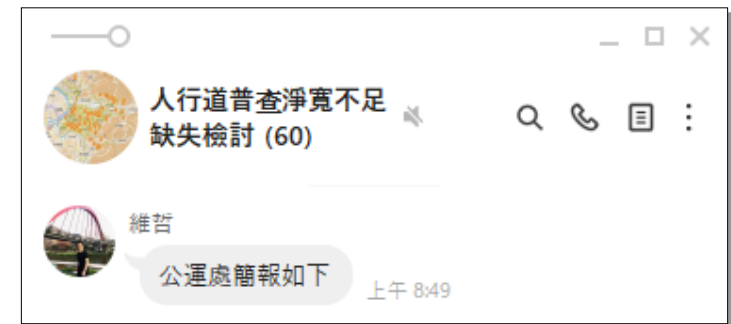 人行道普查淨寬不足
缺失檢討 (60)
維哲
公運處簡報如下
上午 8:49